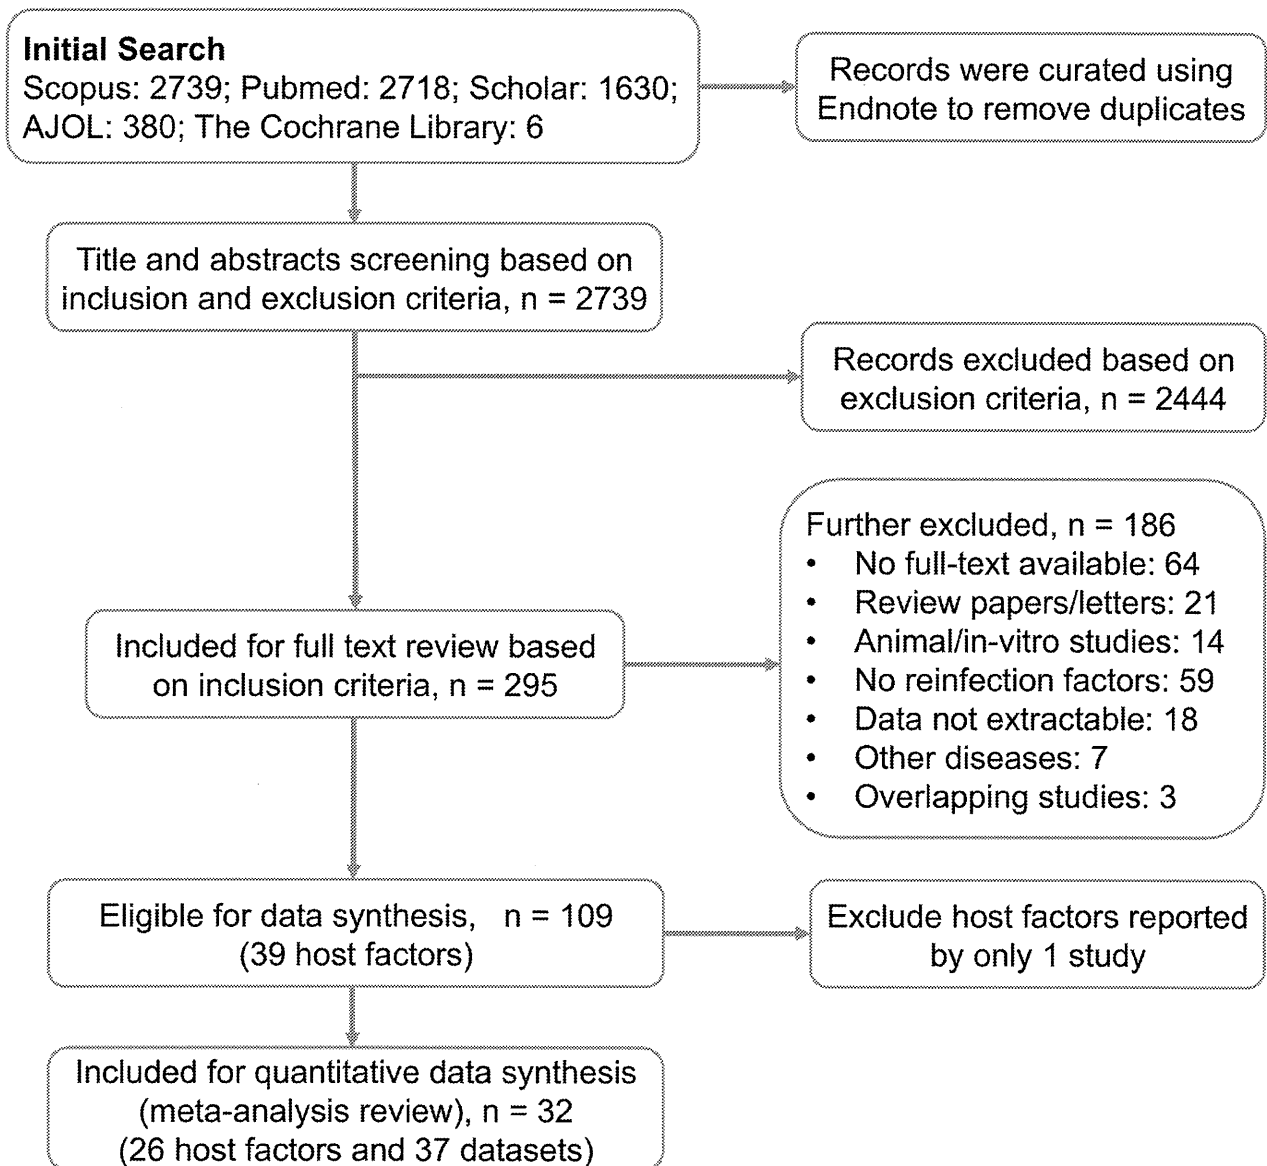 Initial Search
Scopus: 2739; Pubmed: 2718; Scholar: 1630;
AJOL: 380; The Cochrane Library: 6
Records were curated using
Endnote to remove duplicates
Title and abstracts screening based on
inclusion and exclusion criteria, n = 2739
Records excluded based on
exclusion criteria, n = 2444
Further excluded, n = 186
• No full-text available: 64
• Review papers/letters: 21
• Animal/in-vitro studies: 14
• No reinfection factors: 59
• Data not extractable: 18
• Other diseases: 7
• Overlapping studies: 3
Included for full text review based
on inclusion criteria, n = 295
Eligible for data synthesis, n = 109
(39 host factors)
Exclude host factors reported
by only 1 study
Included for quantitative data synthesis
(meta-analysis review), n = 32
(26 host factors and 37 datasets)